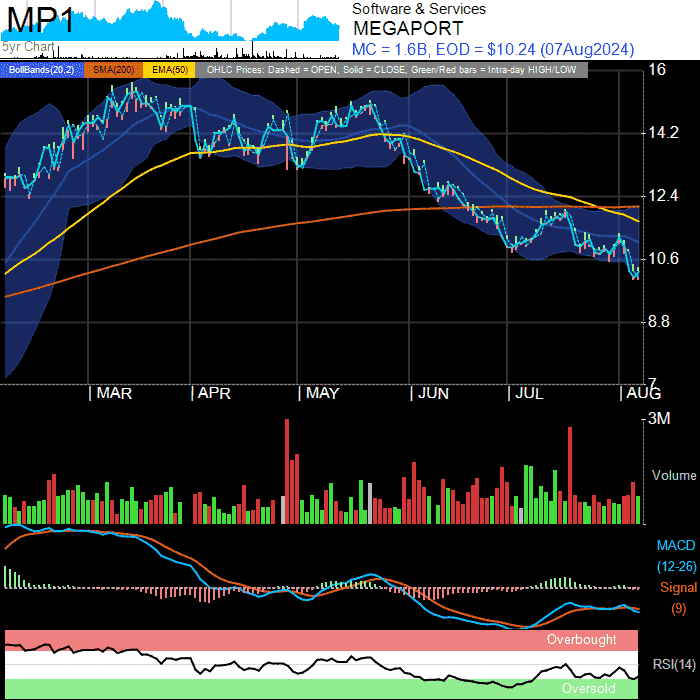 MP1
Software & Services
MEGAPORT
5yr Chart
MC = 1.6B, EOD = $10.24 (07Aug2024)
BollBands(20,2) SMA(200) EMA(50) OHLC Prices: Dashed = OPEN, Solid = CLOSE, Green/Red bars = Intra-day HIGH/LOW
16
14.2
12.4
10.6
8.8
7
| MAR | APR | MAY | JUN | JUL | AUG
3M
Volume
MACD
(12-26)
Signal
(9)
Overbought
RSI(14)
Oversold